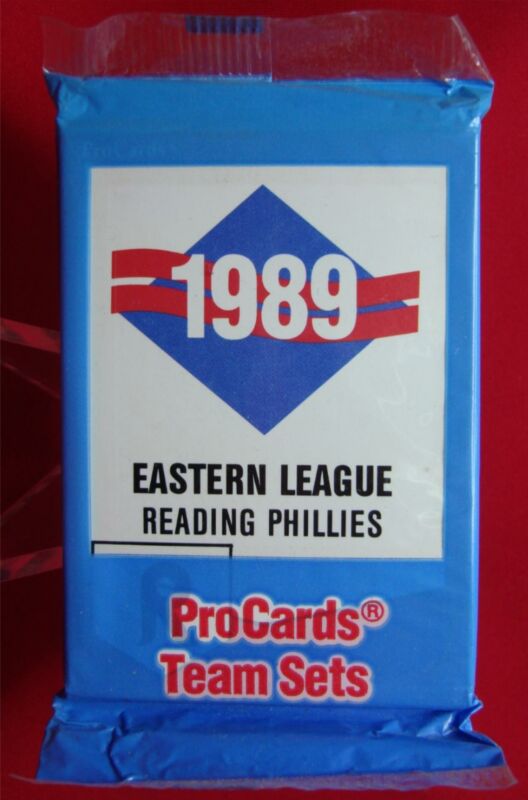 1989
EASTERN LEAGUE
READING PHILLIES
ProCards®
Team Sets